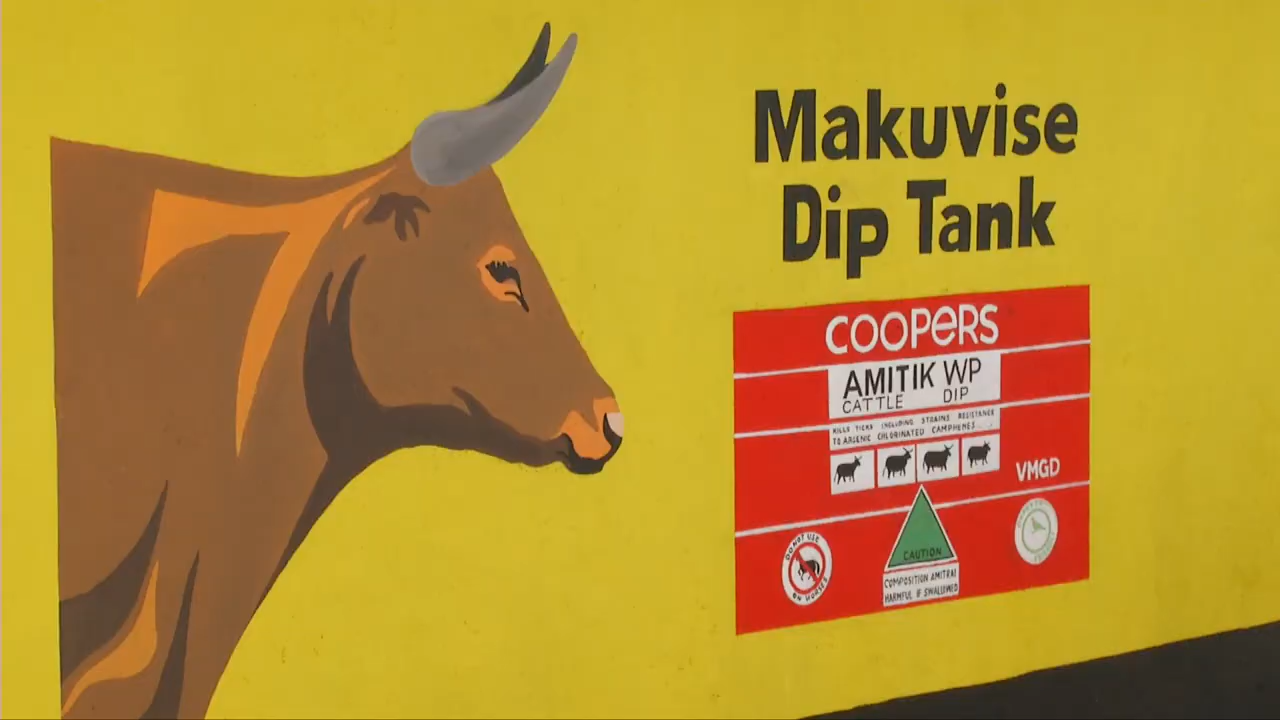 Makuvise
Dip Tank
COOPERS
AMITIK WP
CATTLE DIP
KILLS TICKS INCLUDING STRAINS RESISTANCE
TO ARSENIC CHLORINATED CAMPHENES...
VMGD
DO NOT USE
ON HORSES
CAUTION
COMPOSITION AMITRAZ
HARMFUL IF SWALLOWED